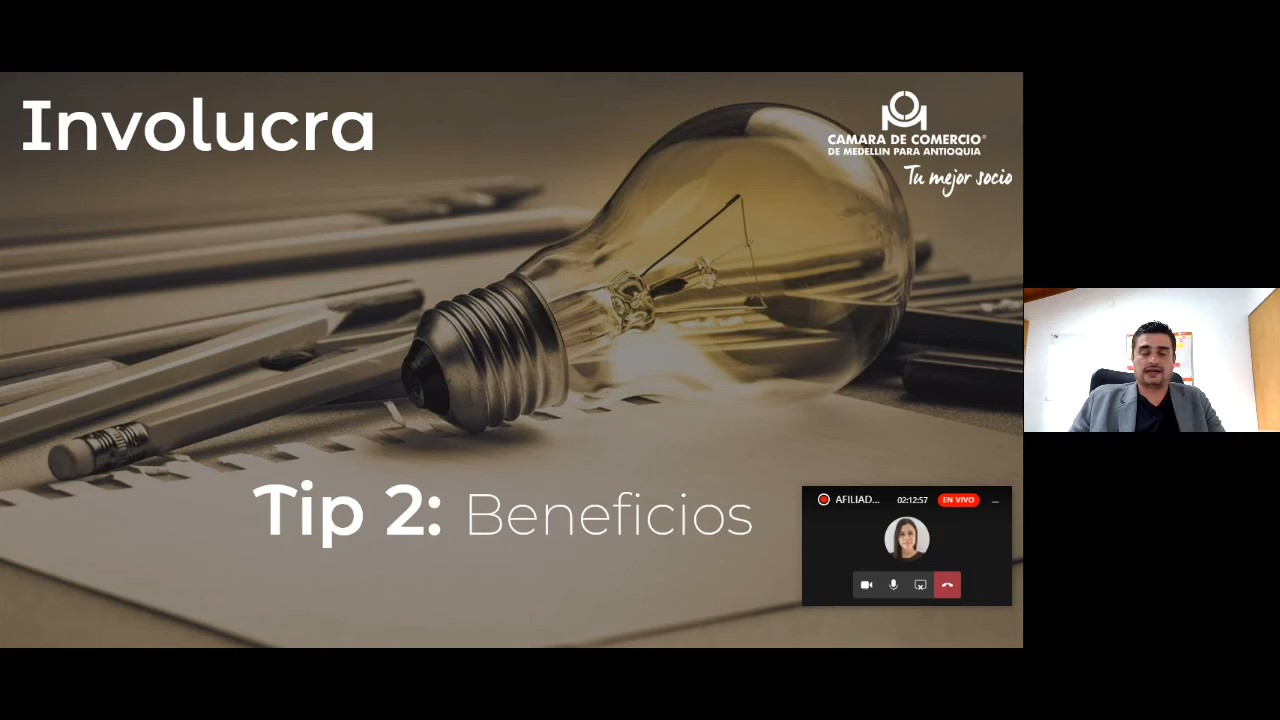 Involucra
CAMARA DE COMERCIO®
DE MEDELLIN PARA ANTIOQUIA
Tu mejor socio
Tip 2: Beneficios
AFILIAD... 02:12:57 EN VIVO